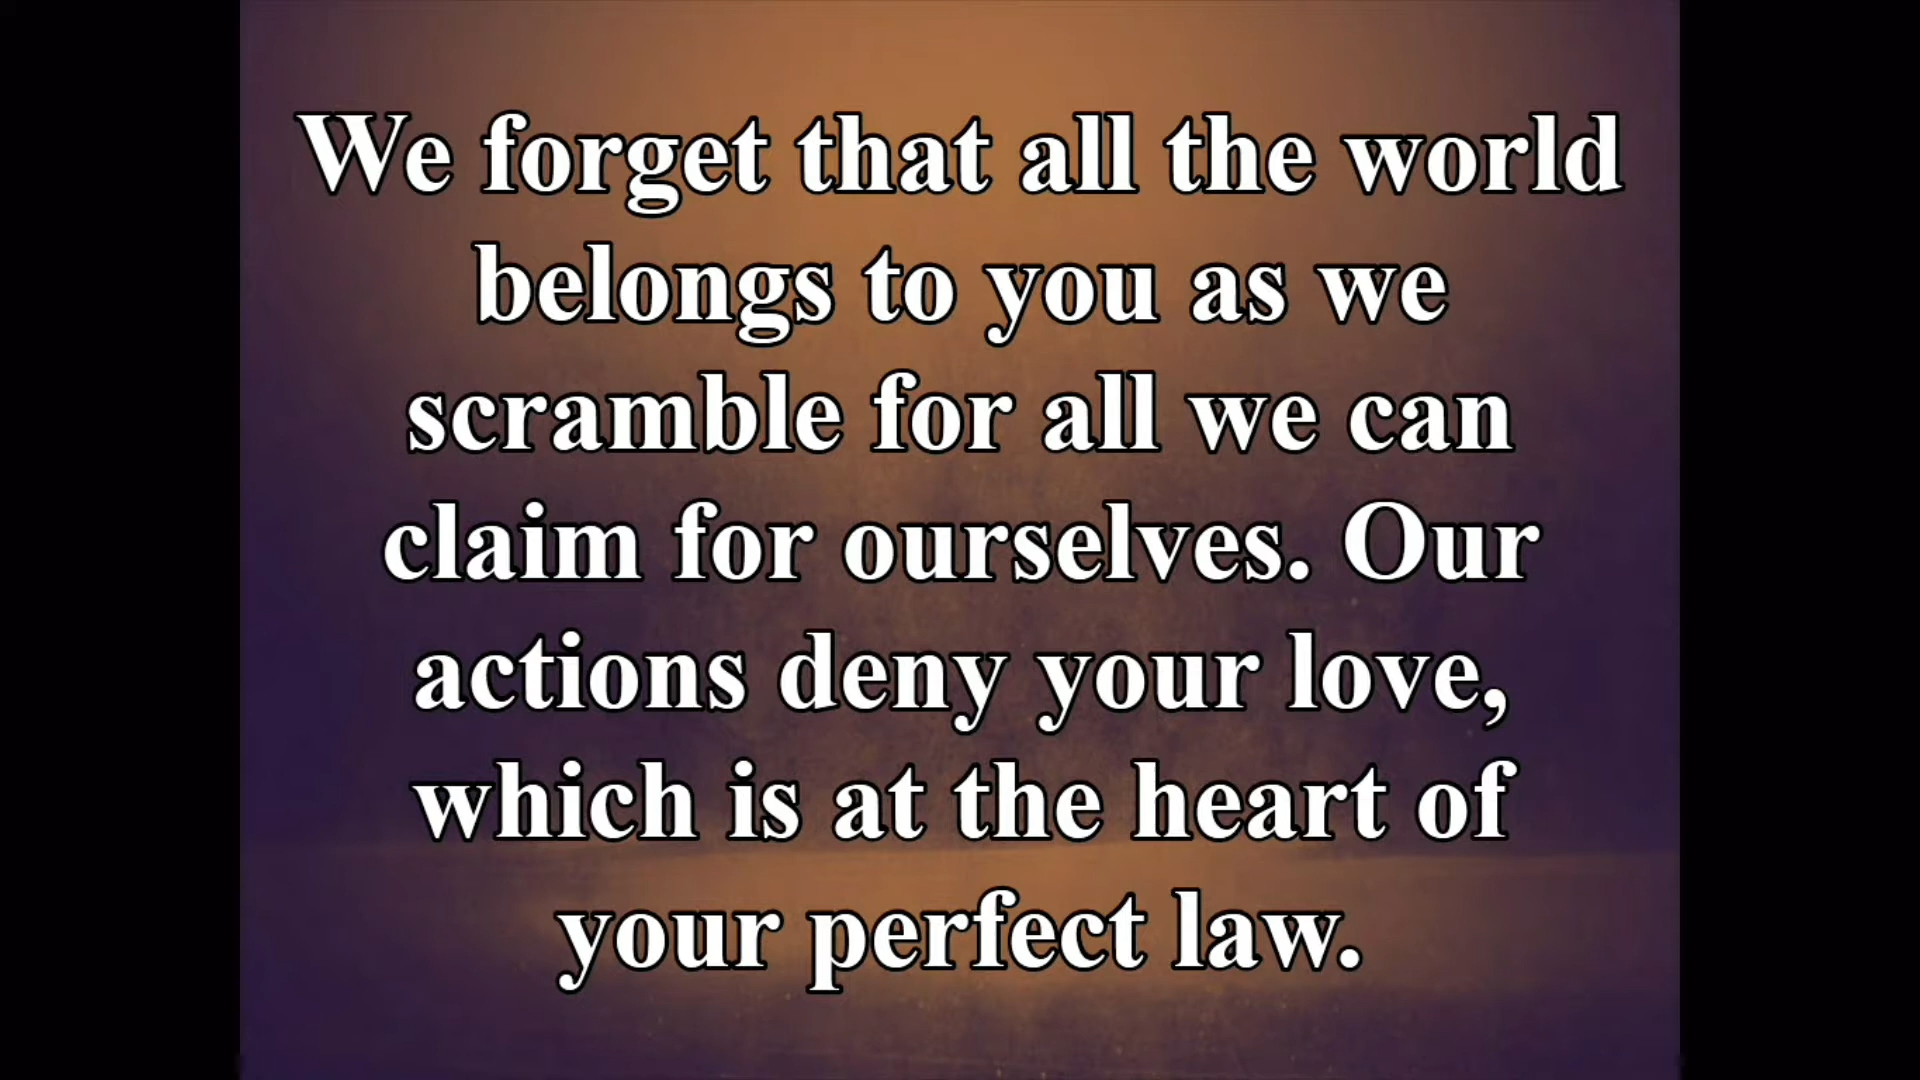 We forget that all the world
belongs to you as we
scramble for all we can
claim for ourselves. Our
actions deny your love,
which is at the heart of
your perfect law.